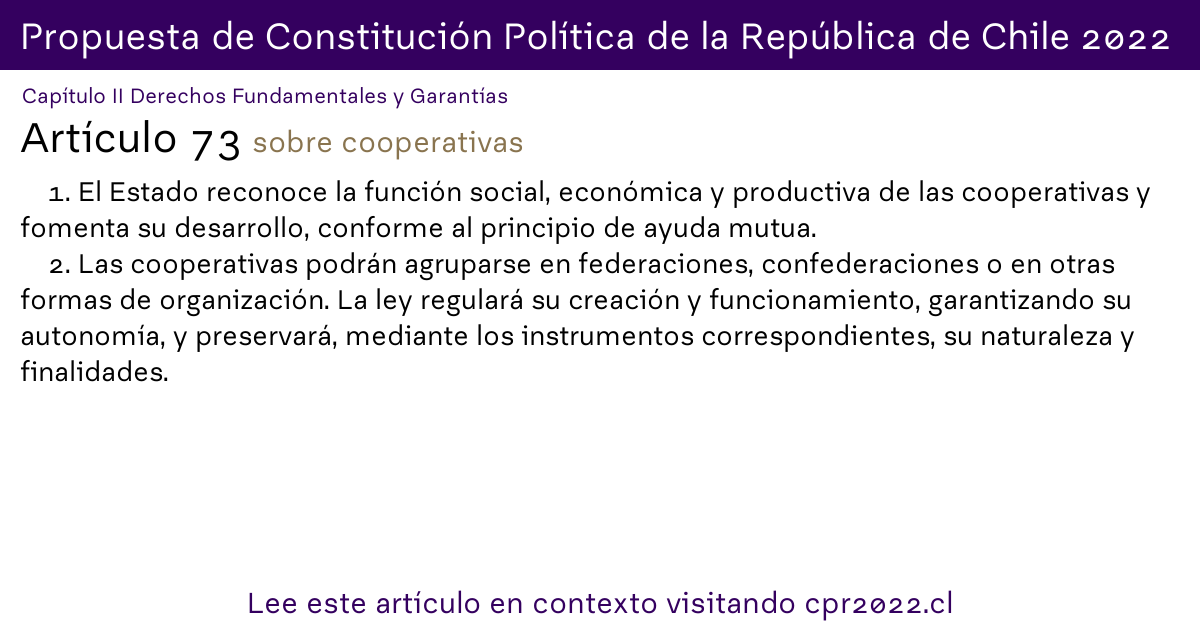 Propuesta de Constitución Política de la República de Chile 2022
Capítulo II Derechos Fundamentales y Garantías
Artículo 73 sobre cooperativas
1. El Estado reconoce la función social, económica y productiva de las cooperativas y
fomenta su desarrollo, conforme al principio de ayuda mutua.
2. Las cooperativas podrán agruparse en federaciones, confederaciones o en otras
formas de organización. La ley regulará su creación y funcionamiento, garantizando su
autonomía, y preservará, mediante los instrumentos correspondientes, su naturaleza y
finalidades.
Lee este artículo en contexto visitando cpr2022.cl